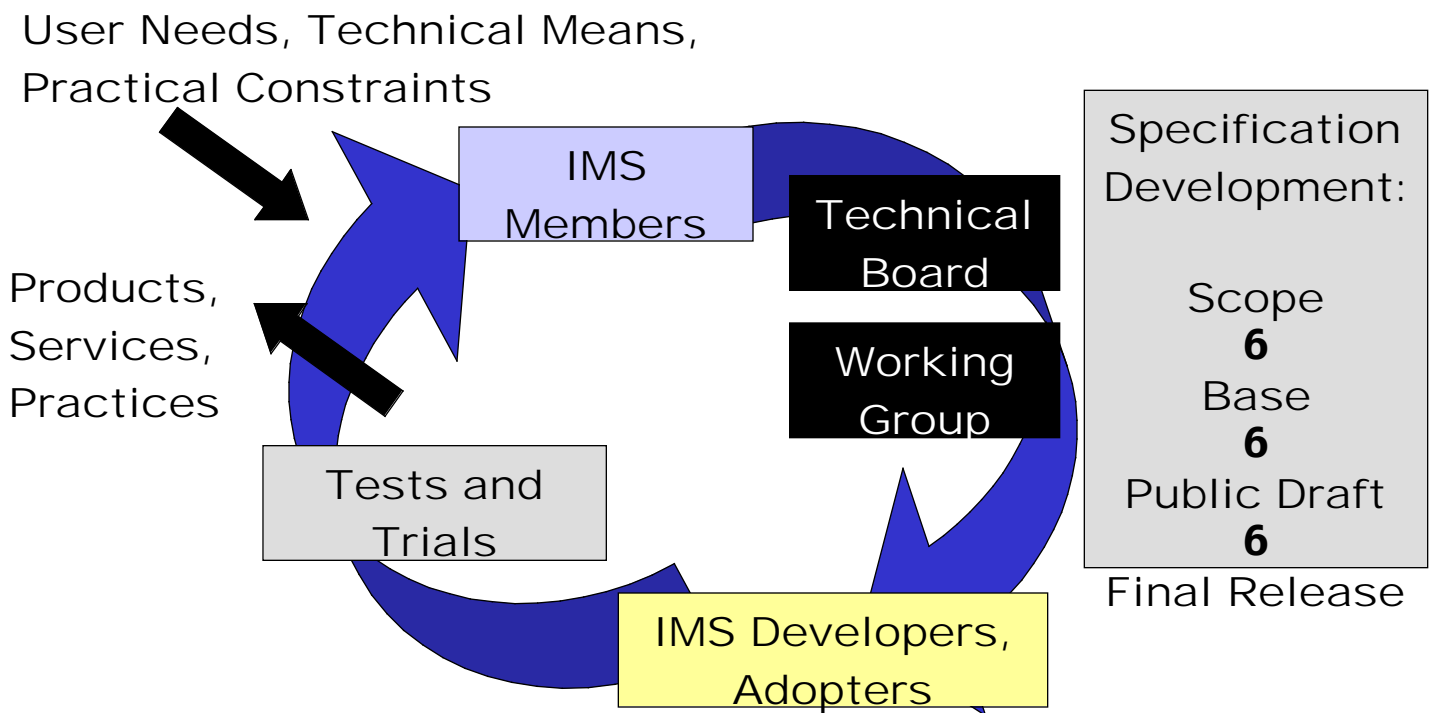 User Needs, Technical Means,
Practical Constraints
IMS
Members
Technical
Board
Working
Group
Products,
Services,
Practices
Tests and
Trials
IMS Developers,
Adopters
Specification
Development:
Scope
6
Base
6
Public Draft
6
Final Release